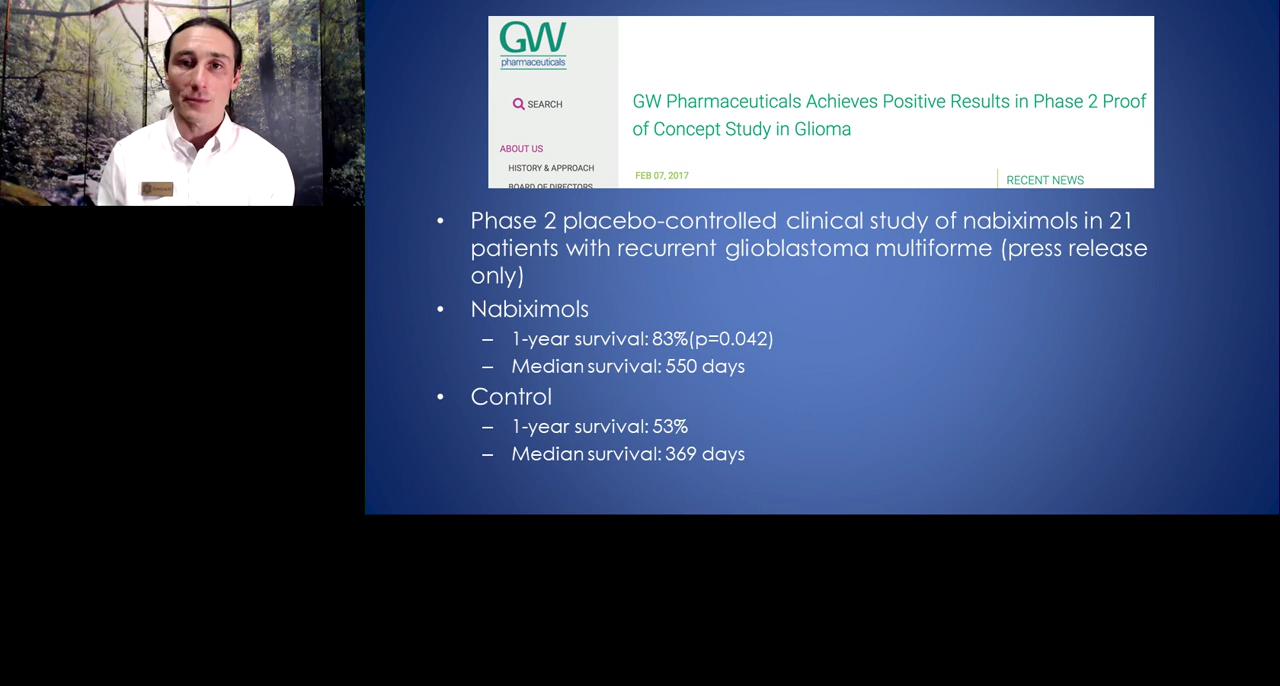 GW
pharmaceuticals
SEARCH
ABOUT US
HISTORY & APPROACH
BOARD OF DIRECTORS
GW Pharmaceuticals Achieves Positive Results in Phase 2 Proof
of Concept Study in Glioma
FEB 07, 2017
RECENT NEWS
• Phase 2 placebo-controlled clinical study of nabiximols in 21
patients with recurrent glioblastoma multiforme (press release
only)
• Nabiximols
– 1-year survival: 83%(p=0.042)
– Median survival: 550 days
• Control
– 1-year survival: 53%
– Median survival: 369 days